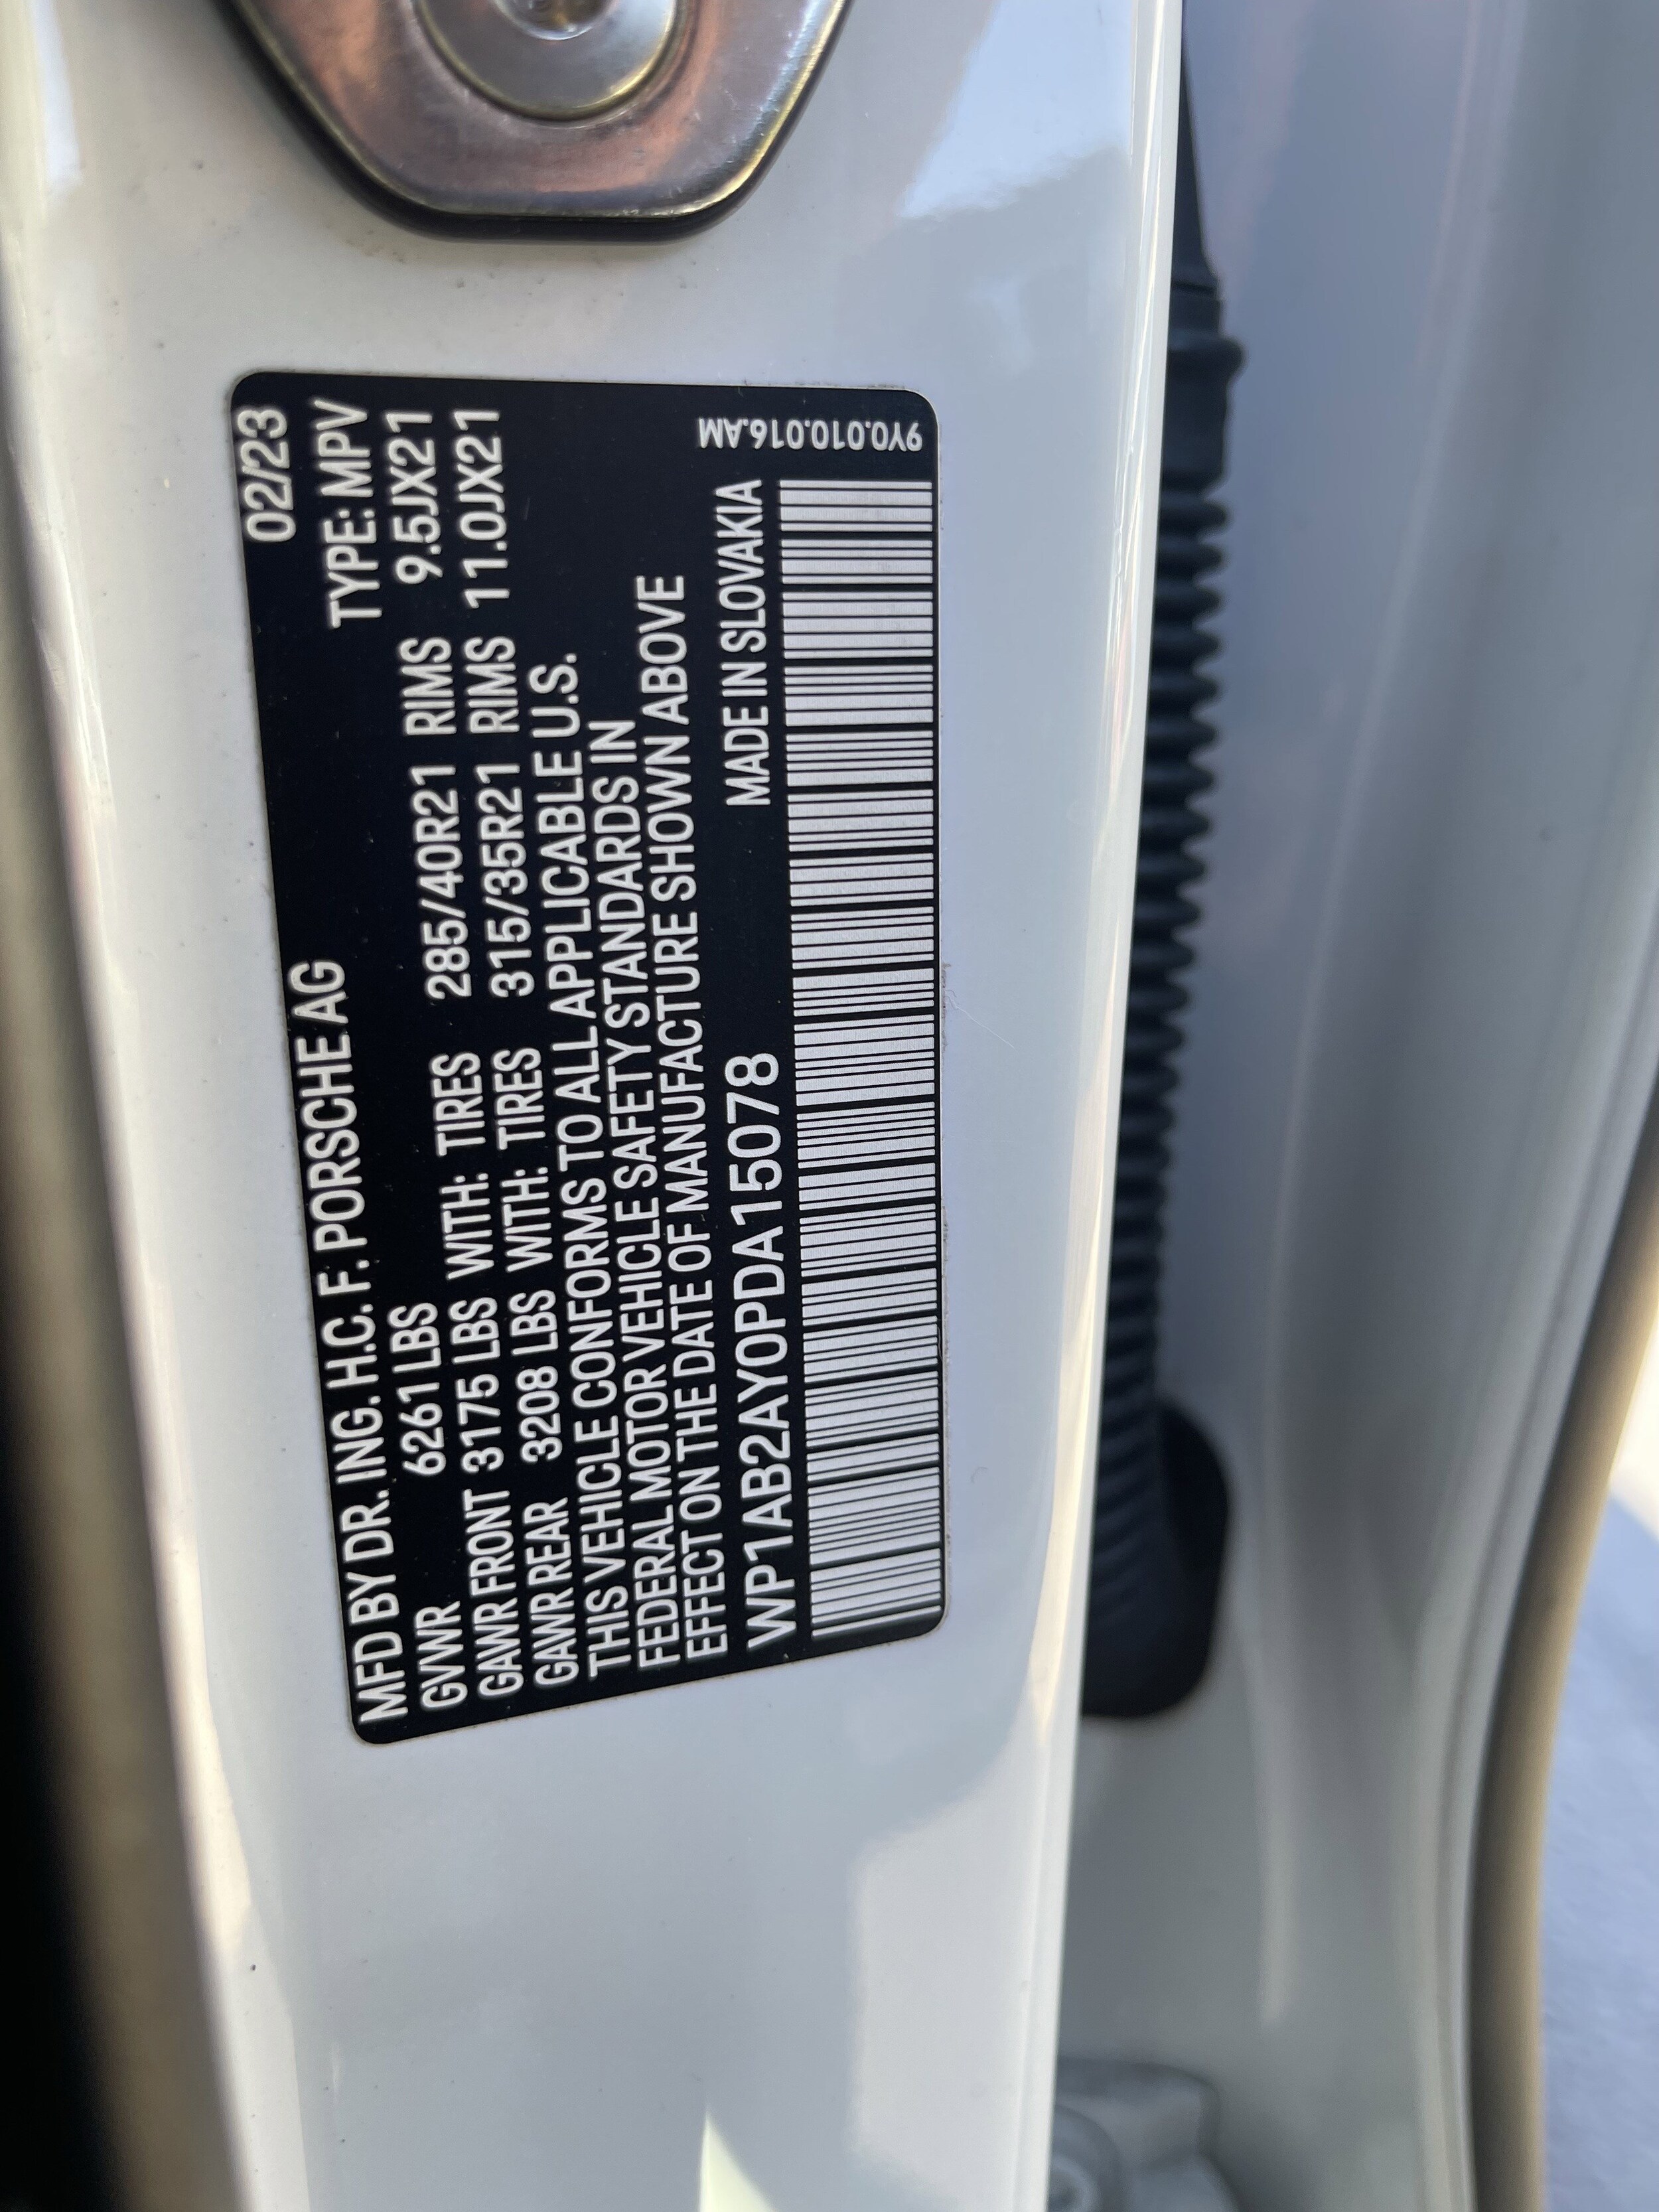 02/23
MFD BY DR. ING. H.C. F. PORSCHE AG TYPE: MPV
GVWR 6261 LBS
GAWR FRONT 3175 LBS WITH: TIRES 285/40R21 RIMS 9.5JX21
GAWR REAR 3208 LBS WITH: TIRES 315/35R21 RIMS 11.0JX21
THIS VEHICLE CONFORMS TO ALL APPLICABLE U.S.
FEDERAL MOTOR VEHICLE SAFETY STANDARDS IN
EFFECT ON THE DATE OF MANUFACTURE SHOWN ABOVE
WP1AB2AY0PDA15078 MADE IN SLOVAKIA
9Y0.010.016.AM